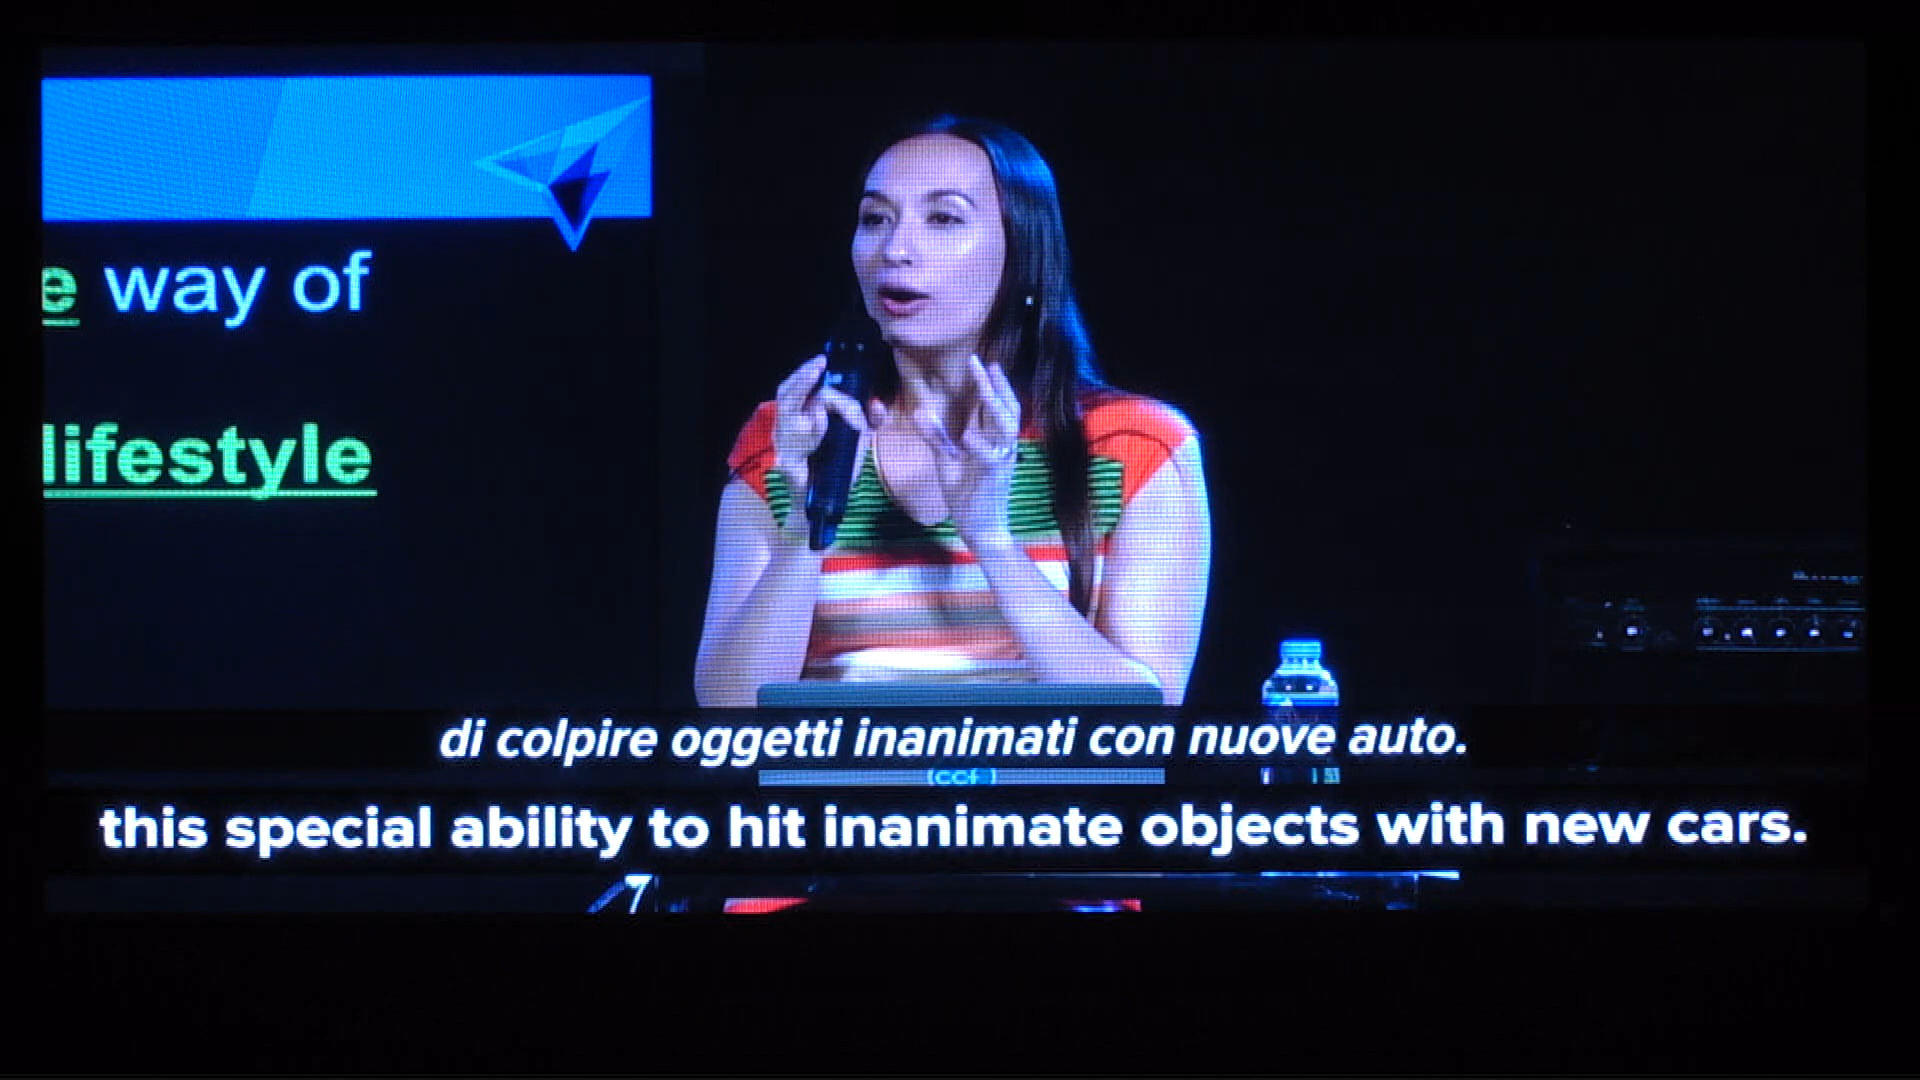 e way of
lifestyle
di colpire oggetti inanimati con nuove auto.
(ccf)
this special ability to hit inanimate objects with new cars.